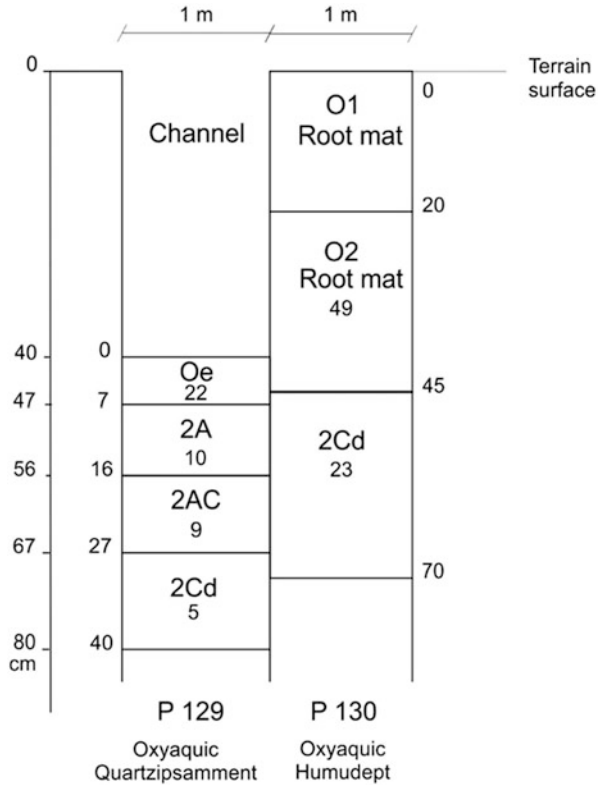 1 m
1 m
0
Terrain
surface
0
Channel
O1
Root mat
20
O2
Root mat
49
40
0
Oe
22
45
47
7
2A
10
2Cd
23
56
16
2AC
9
67
27
70
2Cd
5
80
cm
40
P 129
P 130
Oxyaquic
Quartzipsamment
Oxyaquic
Humudept